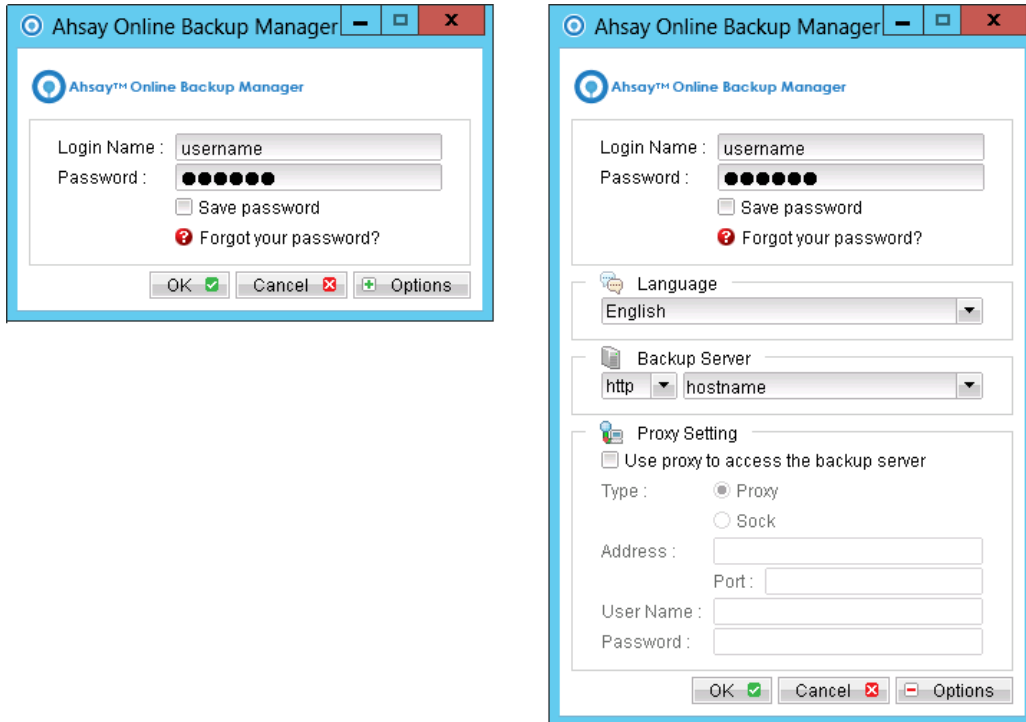 Ahsay Online Backup Manager
Ahsay™ Online Backup Manager
Login Name : username
Password :
Save password
Forgot your password?
OK Cancel Options
Ahsay Online Backup Manager
Ahsay™ Online Backup Manager
Login Name : username
Password :
Save password
Forgot your password?
Language
English
Backup Server
http hostname
Proxy Setting
Use proxy to access the backup server
Type : Proxy
Sock
Address :
Port :
User Name :
Password :
OK Cancel Options